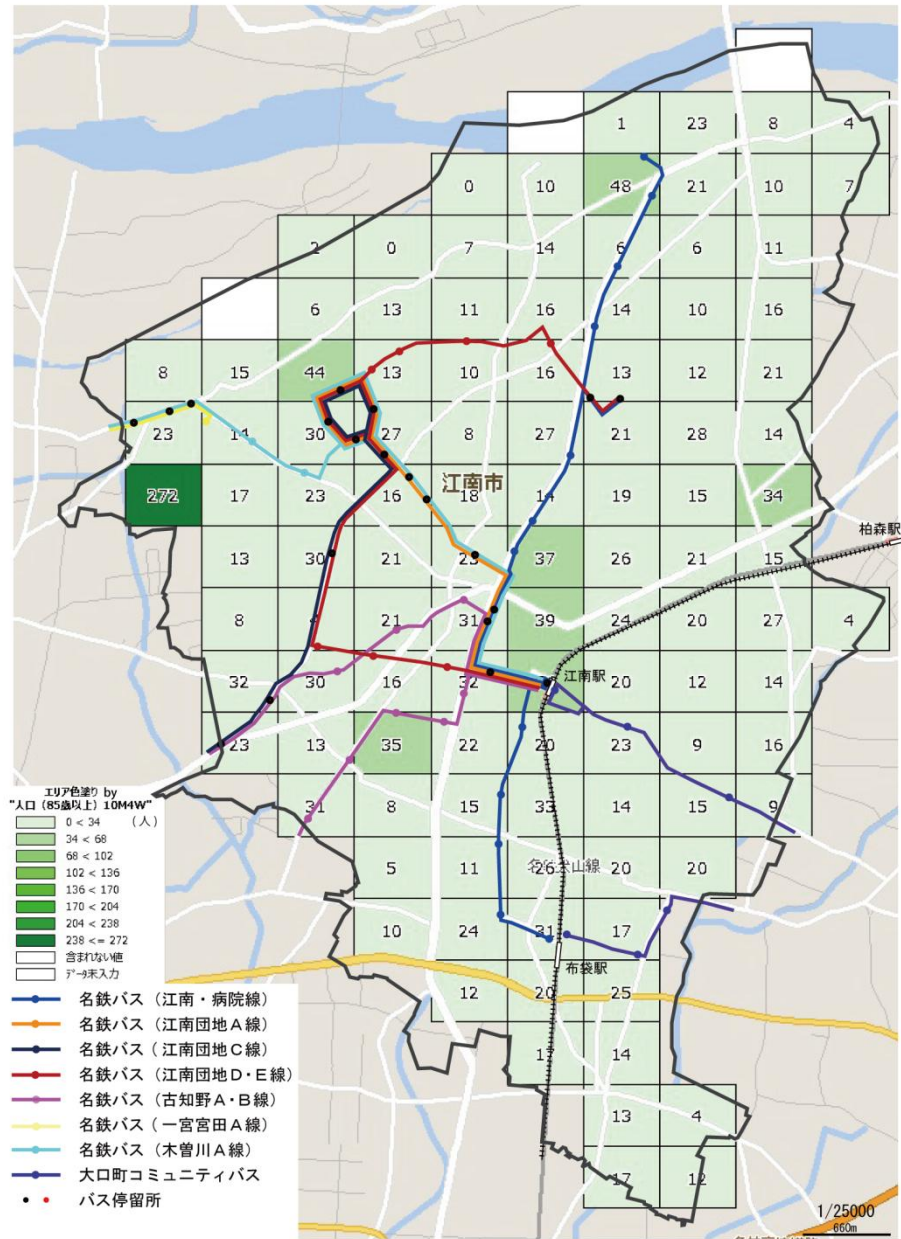 1 23 8 4
0 10 48 21 10 7
2 0 7 14 6 6 11
6 13 11 16 14 10 16
8 15 44 13 10 16 13 12 21
23 14 30 27 8 27 21 28 14
江南市
272 17 23 16 18 14 19 15 34
柏森駅
13 30 21 23 37 26 21 15
8 4 21 31 39 24 20 27 4
32 30 16 32 江南駅 20 12 14
23 13 35 22 20 23 9 16
31 8 15 33 14 15 9
5 11 26 20 20
名鉄犬山線
10 24 31 17
布袋駅
12 20 25
17 14
13 4
17 12
エリア色塗り by
"人口（85歳以上）10M4W"
0 < 34 （人）
34 < 68
68 < 102
102 < 136
136 < 170
170 < 204
204 < 238
238 <= 272
含まれない値
データ未入力
名鉄バス（江南・病院線）
名鉄バス（江南団地A線）
名鉄バス（江南団地C線）
名鉄バス（江南団地D・E線）
名鉄バス（古知野A・B線）
名鉄バス（一宮宮田A線）
名鉄バス（木曽川A線）
大口町コミュニティバス
バス停留所
1/25000
660m